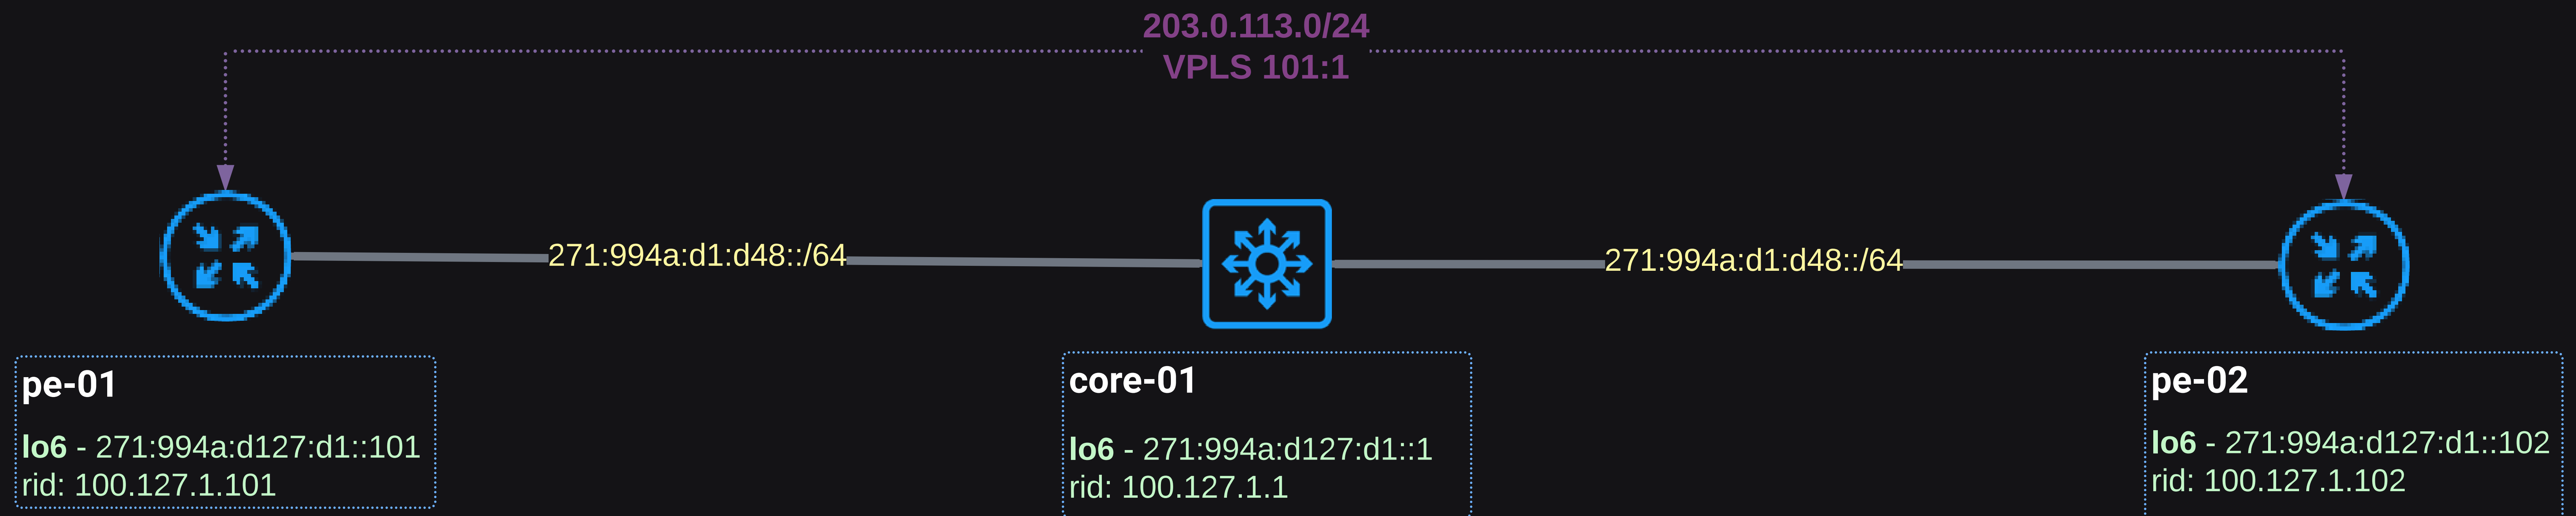 203.0.113.0/24
VPLS 101:1
271:994a:d1:d48::/64
271:994a:d1:d48::/64
pe-01
lo6 - 271:994a:d127:d1::101
rid: 100.127.1.101
core-01
lo6 - 271:994a:d127:d1::1
rid: 100.127.1.1
pe-02
lo6 - 271:994a:d127:d1::102
rid: 100.127.1.102